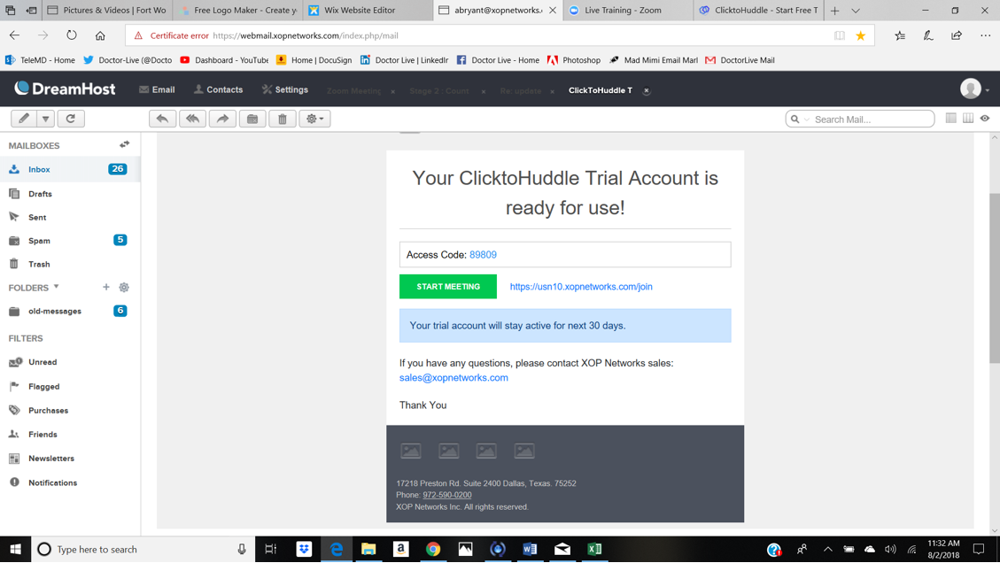 Pictures & Videos | Fort Wo
Free Logo Maker - Create y
Wix Website Editor
abryant@xopnetworks.
Live Training - Zoom
ClicktoHuddle - Start Free T
Certificate error https://webmail.xopnetworks.com/index.php/mail
TeleMD - Home
Doctor-Live (@Docto
Dashboard - YouTube
Home | DocuSign
Doctor Live | LinkedIn
Doctor Live - Home
Photoshop
Mad Mimi Email Mark
DoctorLive Mail
DreamHost
Email
Contacts
Settings
Zoom Meeting
Stage 2 : Count
Re: update
ClickToHuddle T
Search Mail...
MAILBOXES
Inbox 26
Drafts
Sent
Spam 5
Trash
FOLDERS
old-messages 6
FILTERS
Unread
Flagged
Purchases
Friends
Newsletters
Notifications
Your ClicktoHuddle Trial Account is
ready for use!
Access Code: 89809
START MEETING https://usn10.xopnetworks.com/join
Your trial account will stay active for next 30 days.
If you have any questions, please contact XOP Networks sales:
sales@xopnetworks.com
Thank You
17218 Preston Rd. Suite 2400 Dallas, Texas. 75252
Phone: 972-590-0200
XOP Networks Inc. All rights reserved.
Type here to search
11:32 AM
8/2/2018